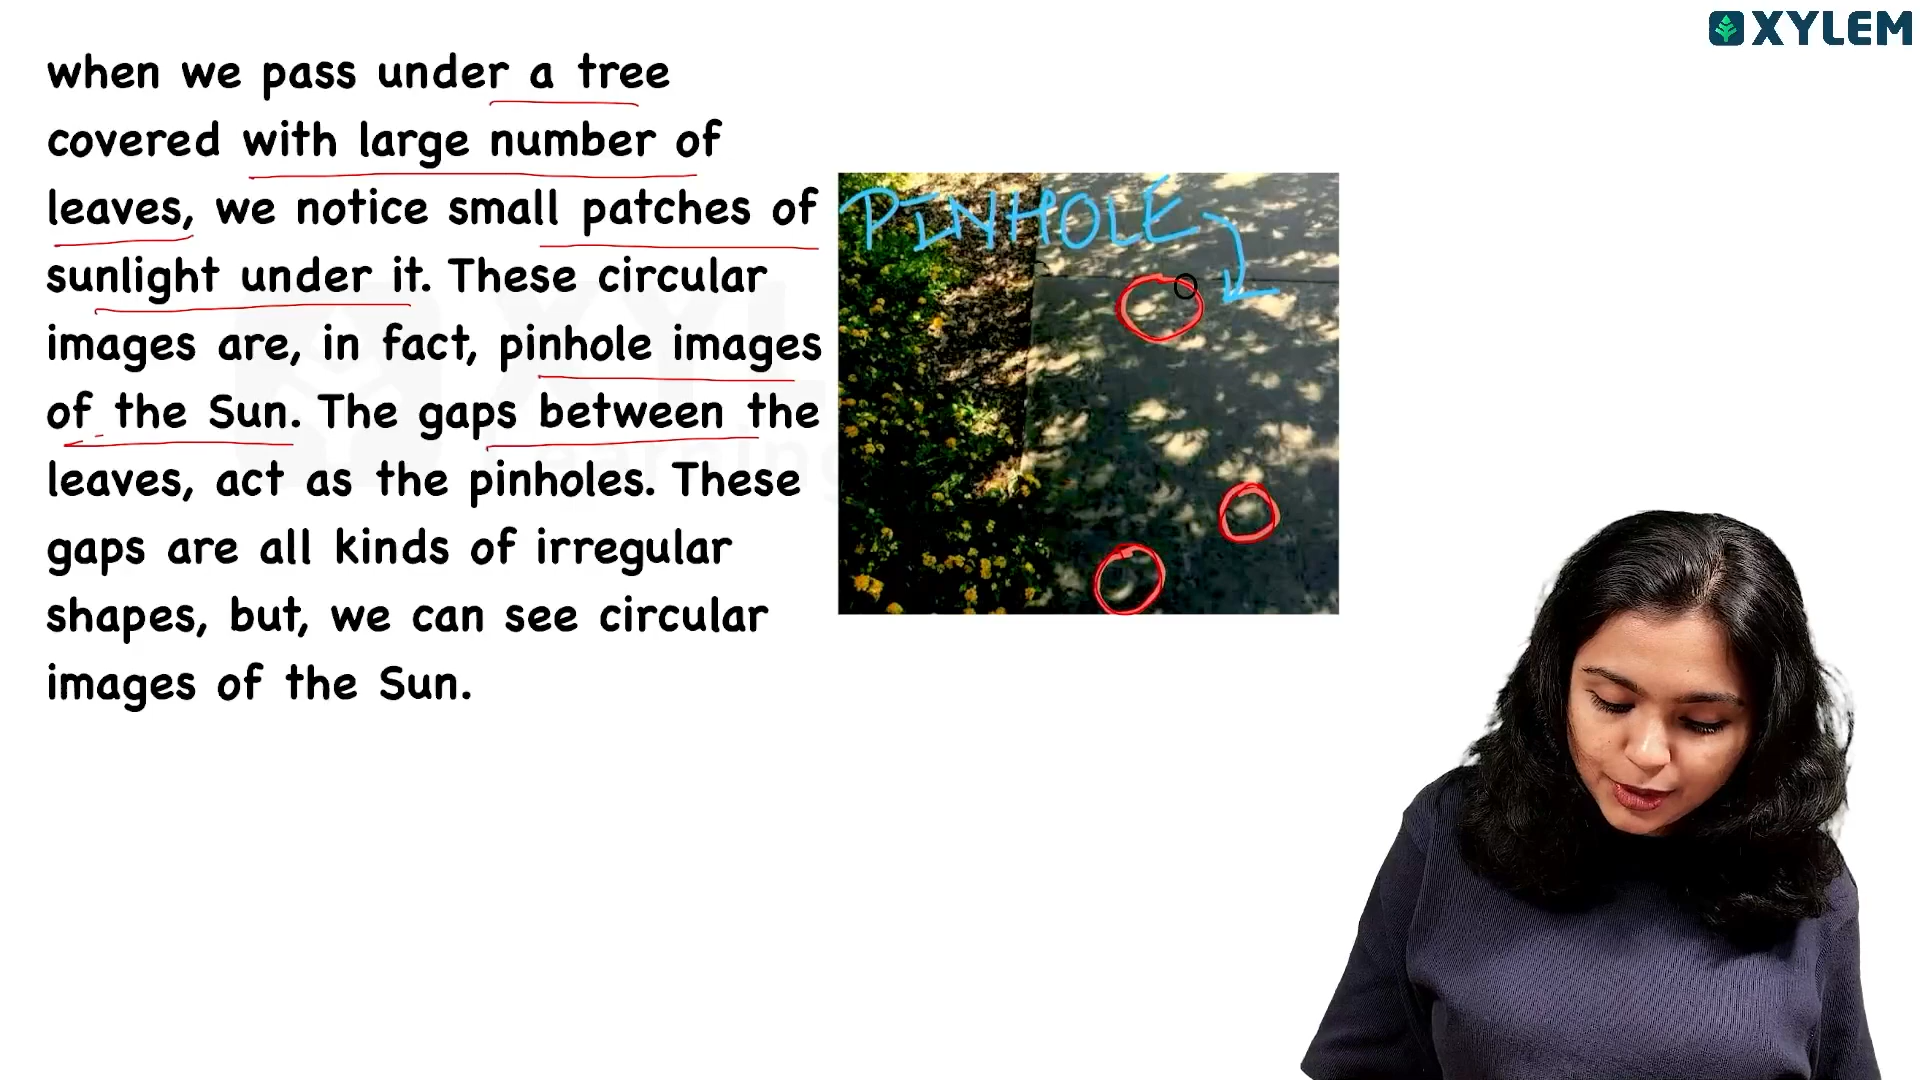 XYLEM
when we pass under a tree
covered with large number of
leaves, we notice small patches of
sunlight under it. These circular
images are, in fact, pinhole images
of the Sun. The gaps between the
leaves, act as the pinholes. These
gaps are all kinds of irregular
shapes, but, we can see circular
images of the Sun.
PINHOLE